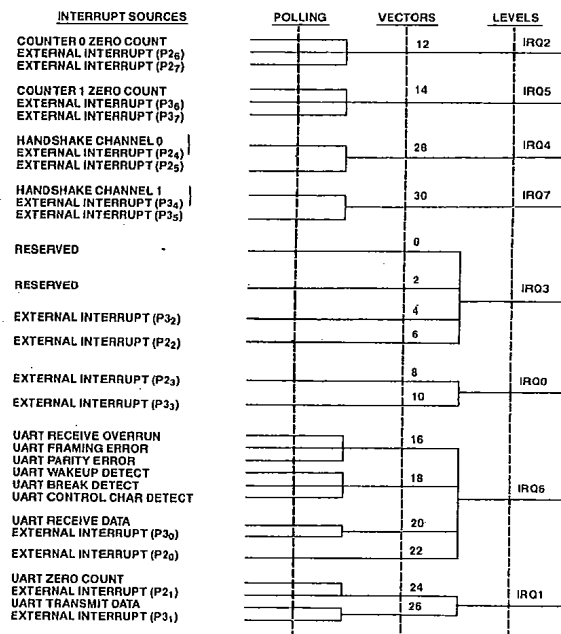 INTERRUPT SOURCES POLLING VECTORS LEVELS
COUNTER 0 ZERO COUNT 12 IRQ2
EXTERNAL INTERRUPT (P2₆)
EXTERNAL INTERRUPT (P2₇)
COUNTER 1 ZERO COUNT 14 IRQ5
EXTERNAL INTERRUPT (P3₆)
EXTERNAL INTERRUPT (P3₇)
HANDSHAKE CHANNEL 0 28 IRQ4
EXTERNAL INTERRUPT (P2₄)
EXTERNAL INTERRUPT (P2₅)
HANDSHAKE CHANNEL 1 30 IRQ7
EXTERNAL INTERRUPT (P3₄)
EXTERNAL INTERRUPT (P3₅)
RESERVED 0
RESERVED 2 IRQ3
EXTERNAL INTERRUPT (P3₂) 4
EXTERNAL INTERRUPT (P2₂) 6
EXTERNAL INTERRUPT (P2₃) 8 IRQ0
EXTERNAL INTERRUPT (P3₃) 10
UART RECEIVE OVERRUN 16
UART FRAMING ERROR
UART PARITY ERROR
UART WAKEUP DETECT 18 IRQ6
UART BREAK DETECT
UART CONTROL CHAR DETECT
UART RECEIVE DATA 20
EXTERNAL INTERRUPT (P3₀)
EXTERNAL INTERRUPT (P2₀) 22
UART ZERO COUNT 24 IRQ1
EXTERNAL INTERRUPT (P2₁)
UART TRANSMIT DATA 26
EXTERNAL INTERRUPT (P3₁)